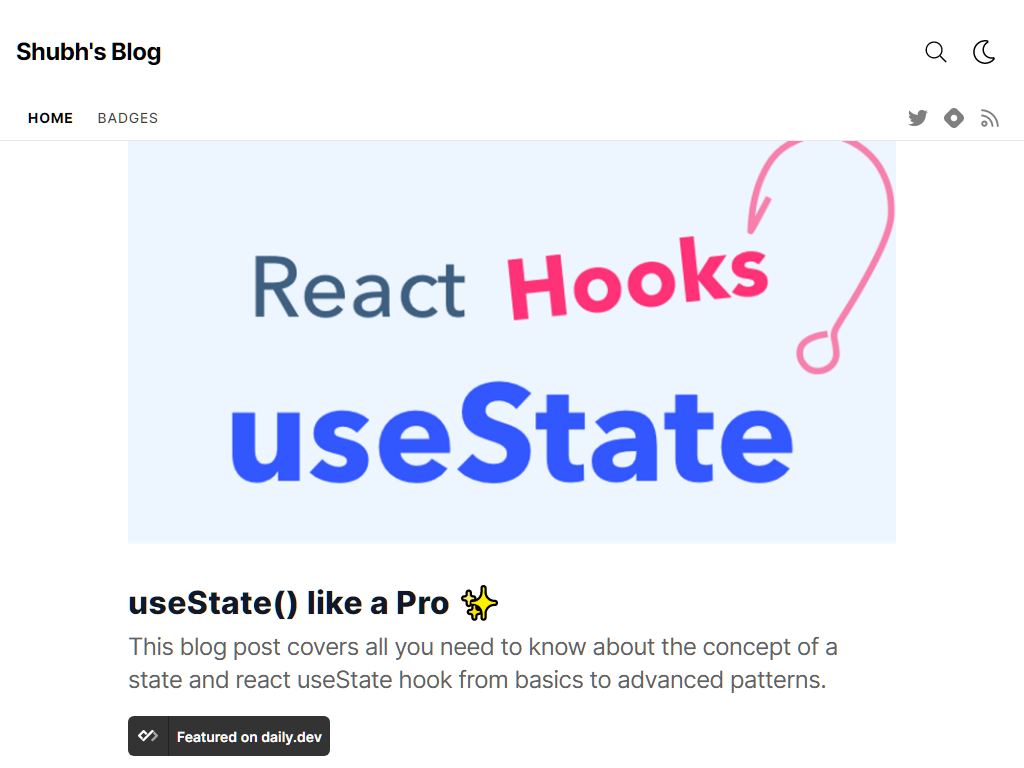 Shubh's Blog
HOME BADGES
React Hooks
useState
useState() like a Pro ✨
This blog post covers all you need to know about the concept of a
state and react useState hook from basics to advanced patterns.
Featured on daily.dev